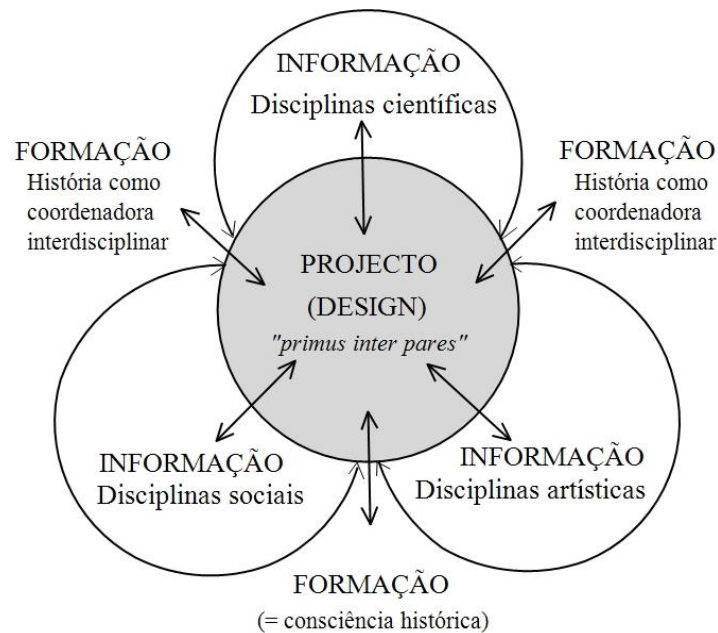 INFORMAÇÃO
Disciplinas científicas
FORMAÇÃO
História como
coordenadora
interdisciplinar
FORMAÇÃO
História como
coordenadora
interdisciplinar
PROJECTO
(DESIGN)
"primus inter pares"
INFORMAÇÃO
Disciplinas sociais
INFORMAÇÃO
Disciplinas artísticas
FORMAÇÃO
(= consciência histórica)